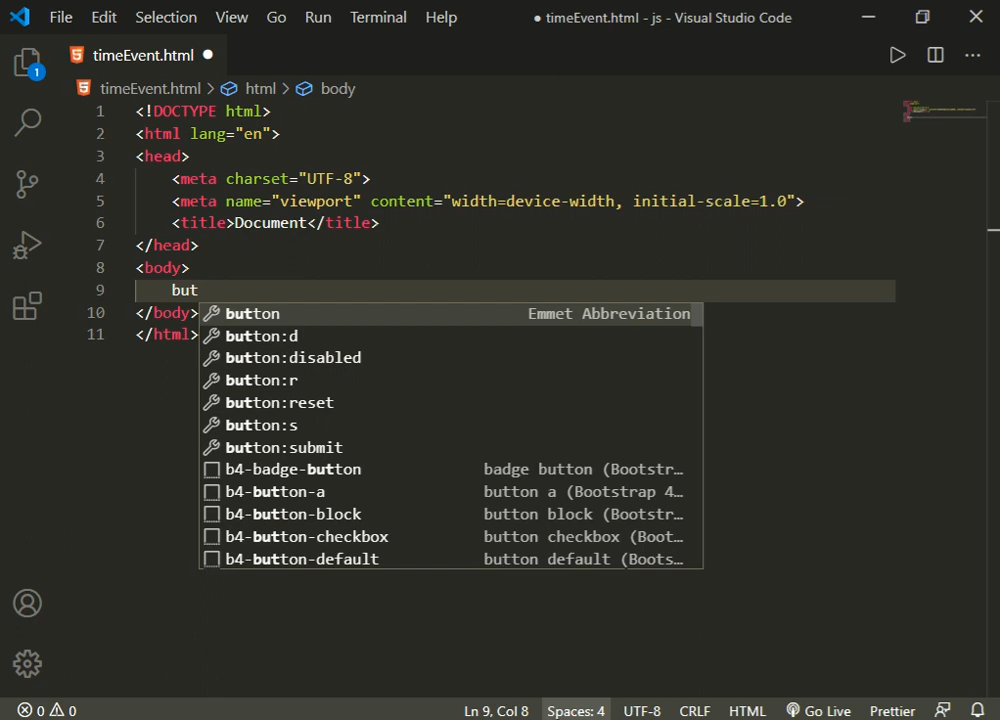 File Edit Selection View Go Run Terminal Help ● timeEvent.html - js - Visual Studio Code
timeEvent.html ●
timeEvent.html > html > body
1
1 <!DOCTYPE html>
2 <html lang="en">
3 <head>
4 <meta charset="UTF-8">
5 <meta name="viewport" content="width=device-width, initial-scale=1.0">
6 <title>Document</title>
7 </head>
8 <body>
9 but
10 </body>
11 </html>
button Emmet Abbreviation
button:d
button:disabled
button:r
button:reset
button:s
button:submit
b4-badge-button badge button (Bootstr…
b4-button-a button a (Bootstrap 4…
b4-button-block button block (Bootstr…
b4-button-checkbox button checkbox (Boot…
b4-button-default button default (Boots…
0 0 Ln 9, Col 8 Spaces: 4 UTF-8 CRLF HTML Go Live Prettier